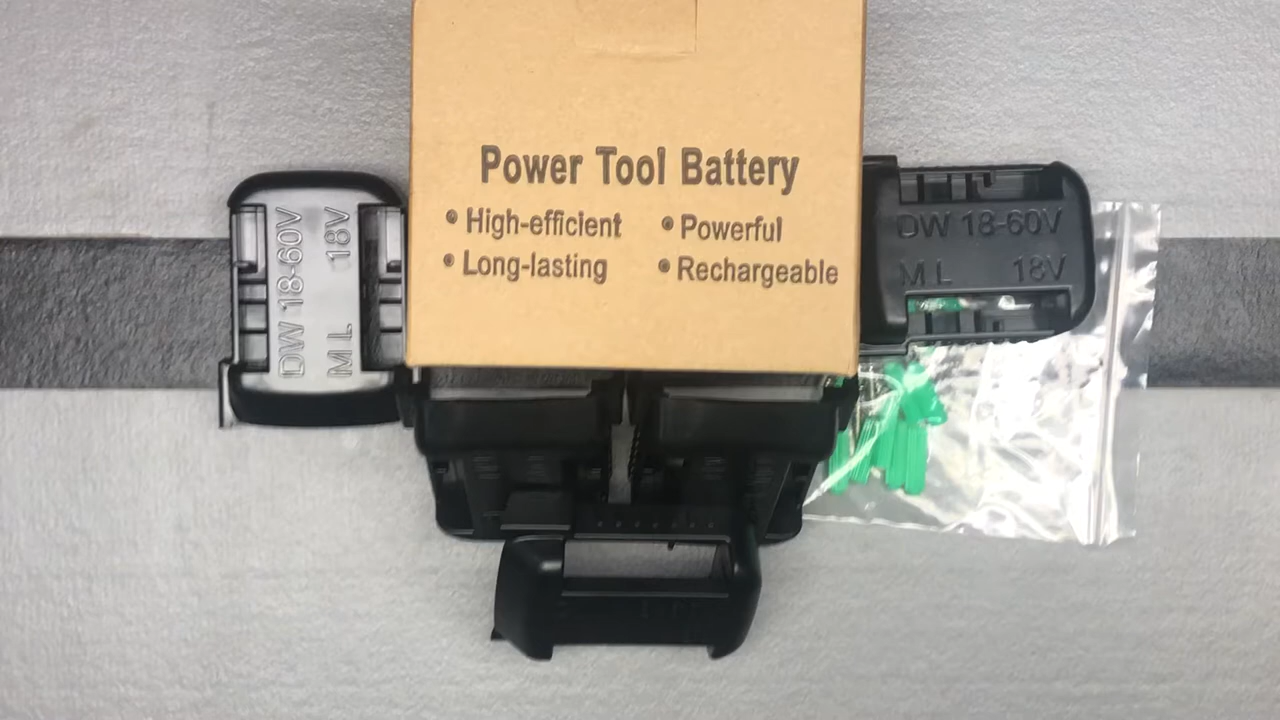 Power Tool Battery
• High-efficient • Powerful
• Long-lasting • Rechargeable
DW 18-60V
M L 18V
DW 18-60V
M L 18V